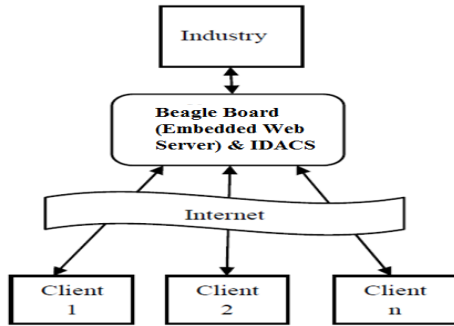 Industry
Beagle Board
(Embedded Web
Server) & IDACS
Internet
Client
1
Client
2
Client
n